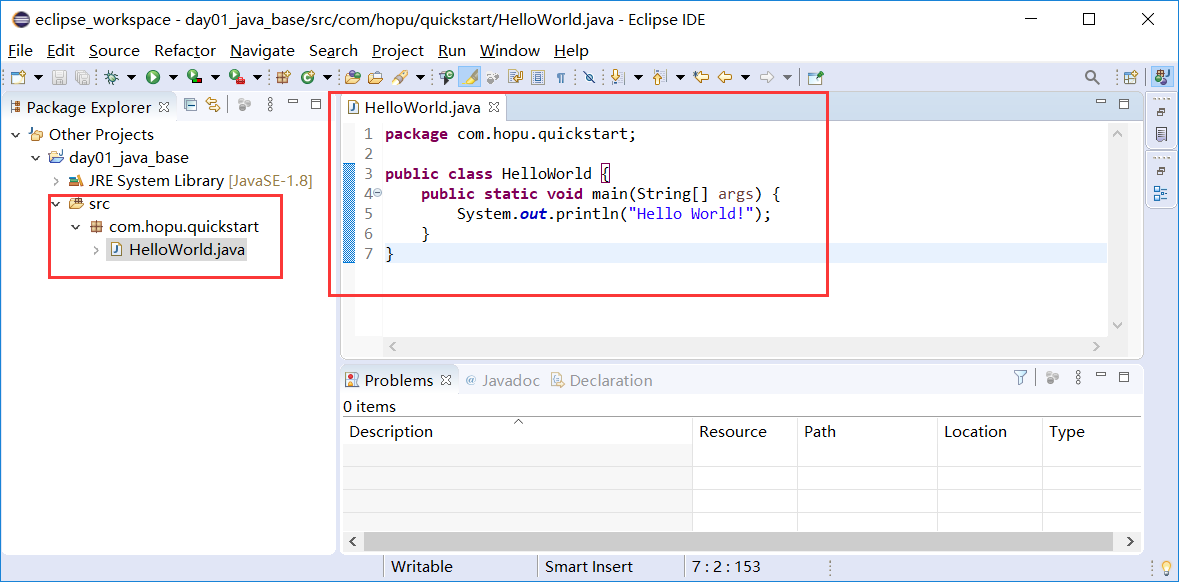 eclipse_workspace - day01_java_base/src/com/hopu/quickstart/HelloWorld.java - Eclipse IDE
File Edit Source Refactor Navigate Search Project Run Window Help
Package Explorer
Other Projects
day01_java_base
JRE System Library [JavaSE-1.8]
src
com.hopu.quickstart
HelloWorld.java
HelloWorld.java
1 package com.hopu.quickstart;
2
3 public class HelloWorld {
4 public static void main(String[] args) {
5 System.out.println("Hello World!");
6 }
7 }
Problems @ Javadoc Declaration
0 items
Description Resource Path Location Type
Writable Smart Insert 7 : 2 : 153